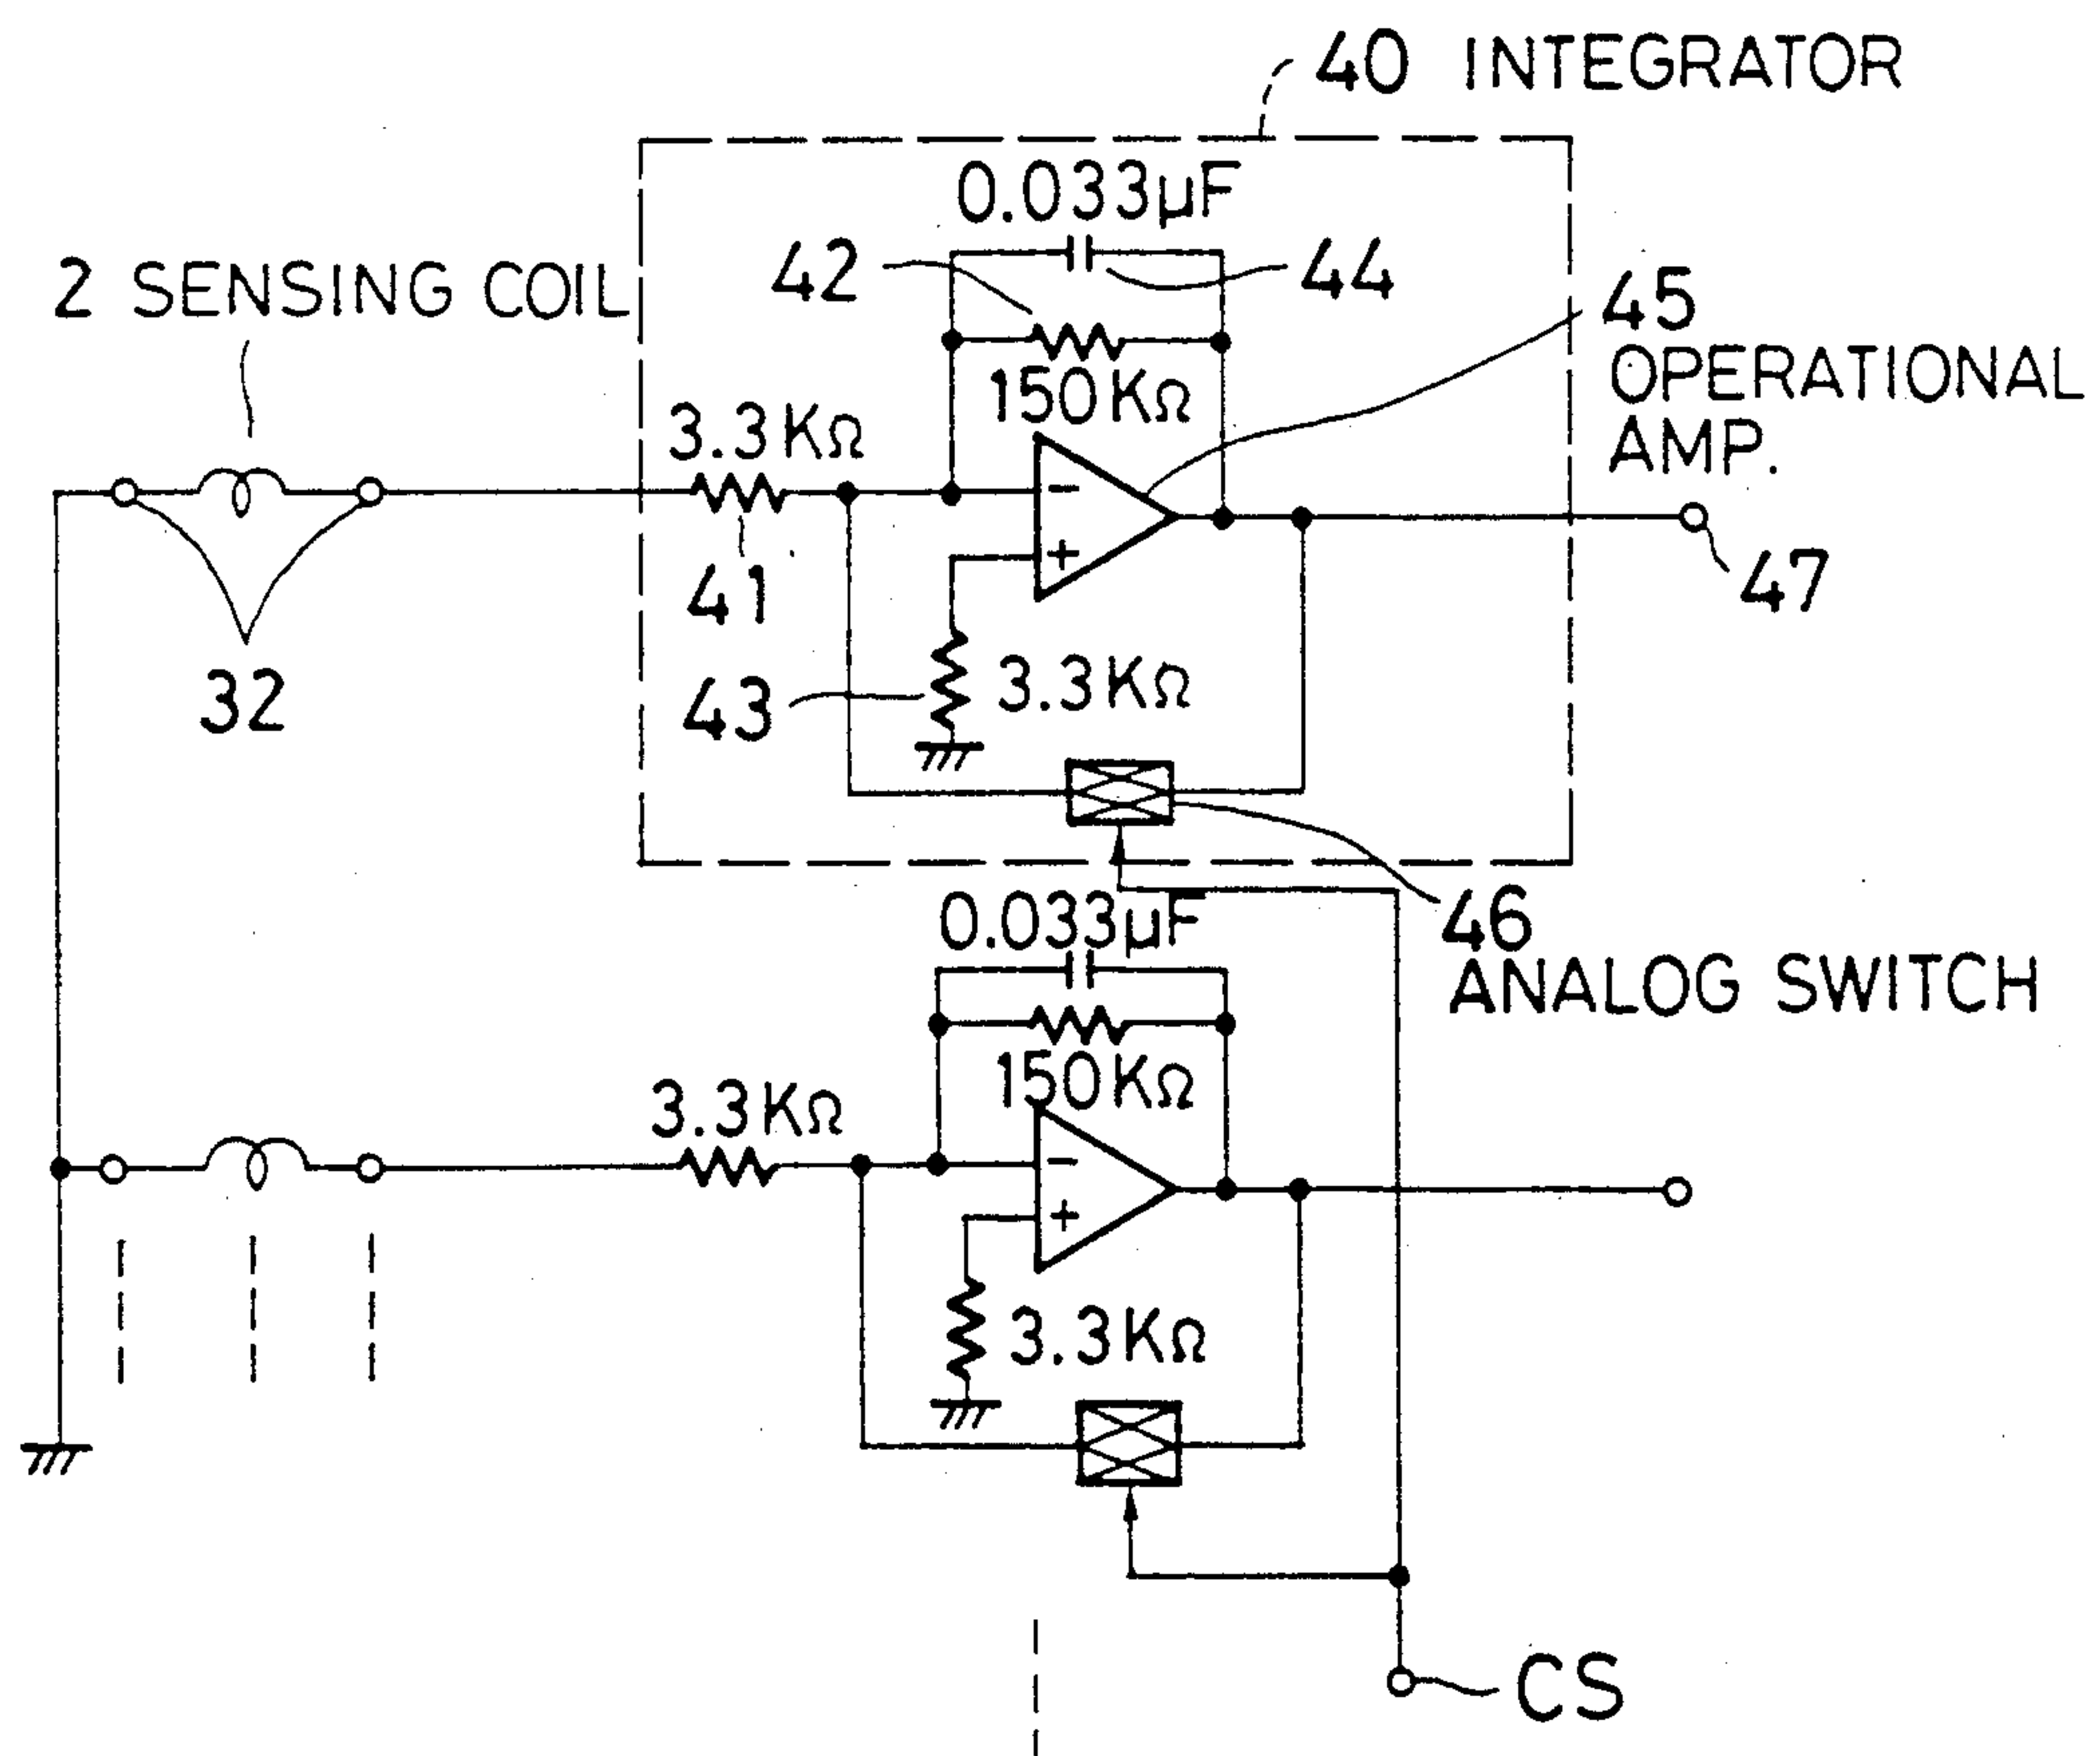 40 INTEGRATOR
0.033μF
2 SENSING COIL
42
44
45
OPERATIONAL
AMP.
150KΩ
3.3KΩ
-
+
41
47
32
43
3.3KΩ
46
ANALOG SWITCH
0.033μF
150KΩ
3.3KΩ
-
+
3.3KΩ
CS